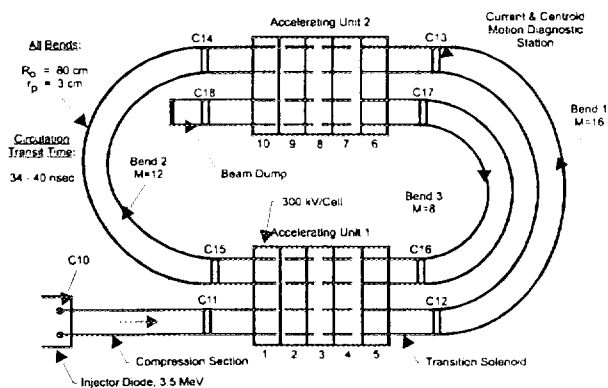 All Bends:
R₀ = 80 cm
rₚ = 3 cm
Circulation
Transit Time:
34 - 40 nsec
C14
Accelerating Unit 2
C13
Current & Centroid
Motion Diagnostic
Station
C18
C17
10 9 8 7 6
Bend 1
M=16
Bend 2
M=12
Beam Dump
Bend 3
M=8
300 kV/Cell
Accelerating Unit 1
C15
C16
C10
C11
C12
1 2 3 4 5
Compression Section
Transition Solenoid
Injector Diode, 3.5 MeV